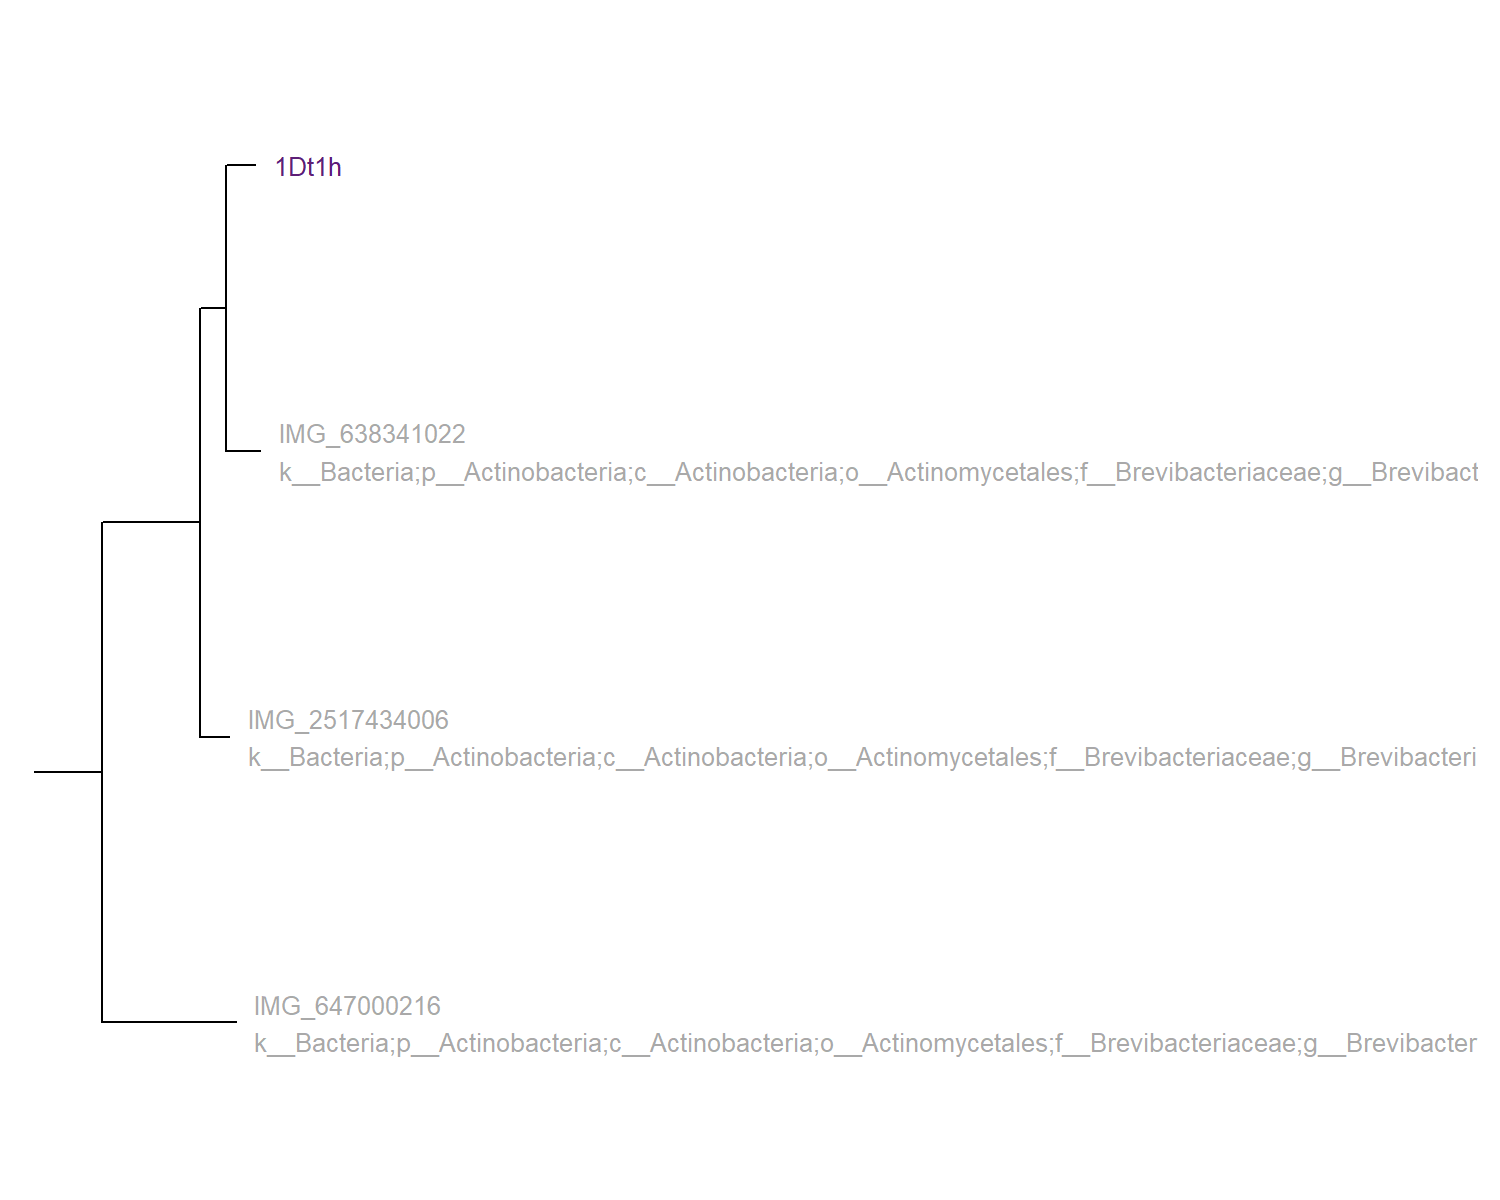 1Dt1h
IMG_638341022
k__Bacteria;p__Actinobacteria;c__Actinobacteria;o__Actinomycetales;f__Brevibacteriaceae;g__Brevibact
IMG_2517434006
k__Bacteria;p__Actinobacteria;c__Actinobacteria;o__Actinomycetales;f__Brevibacteriaceae;g__Brevibacteri
IMG_647000216
k__Bacteria;p__Actinobacteria;c__Actinobacteria;o__Actinomycetales;f__Brevibacteriaceae;g__Brevibacter